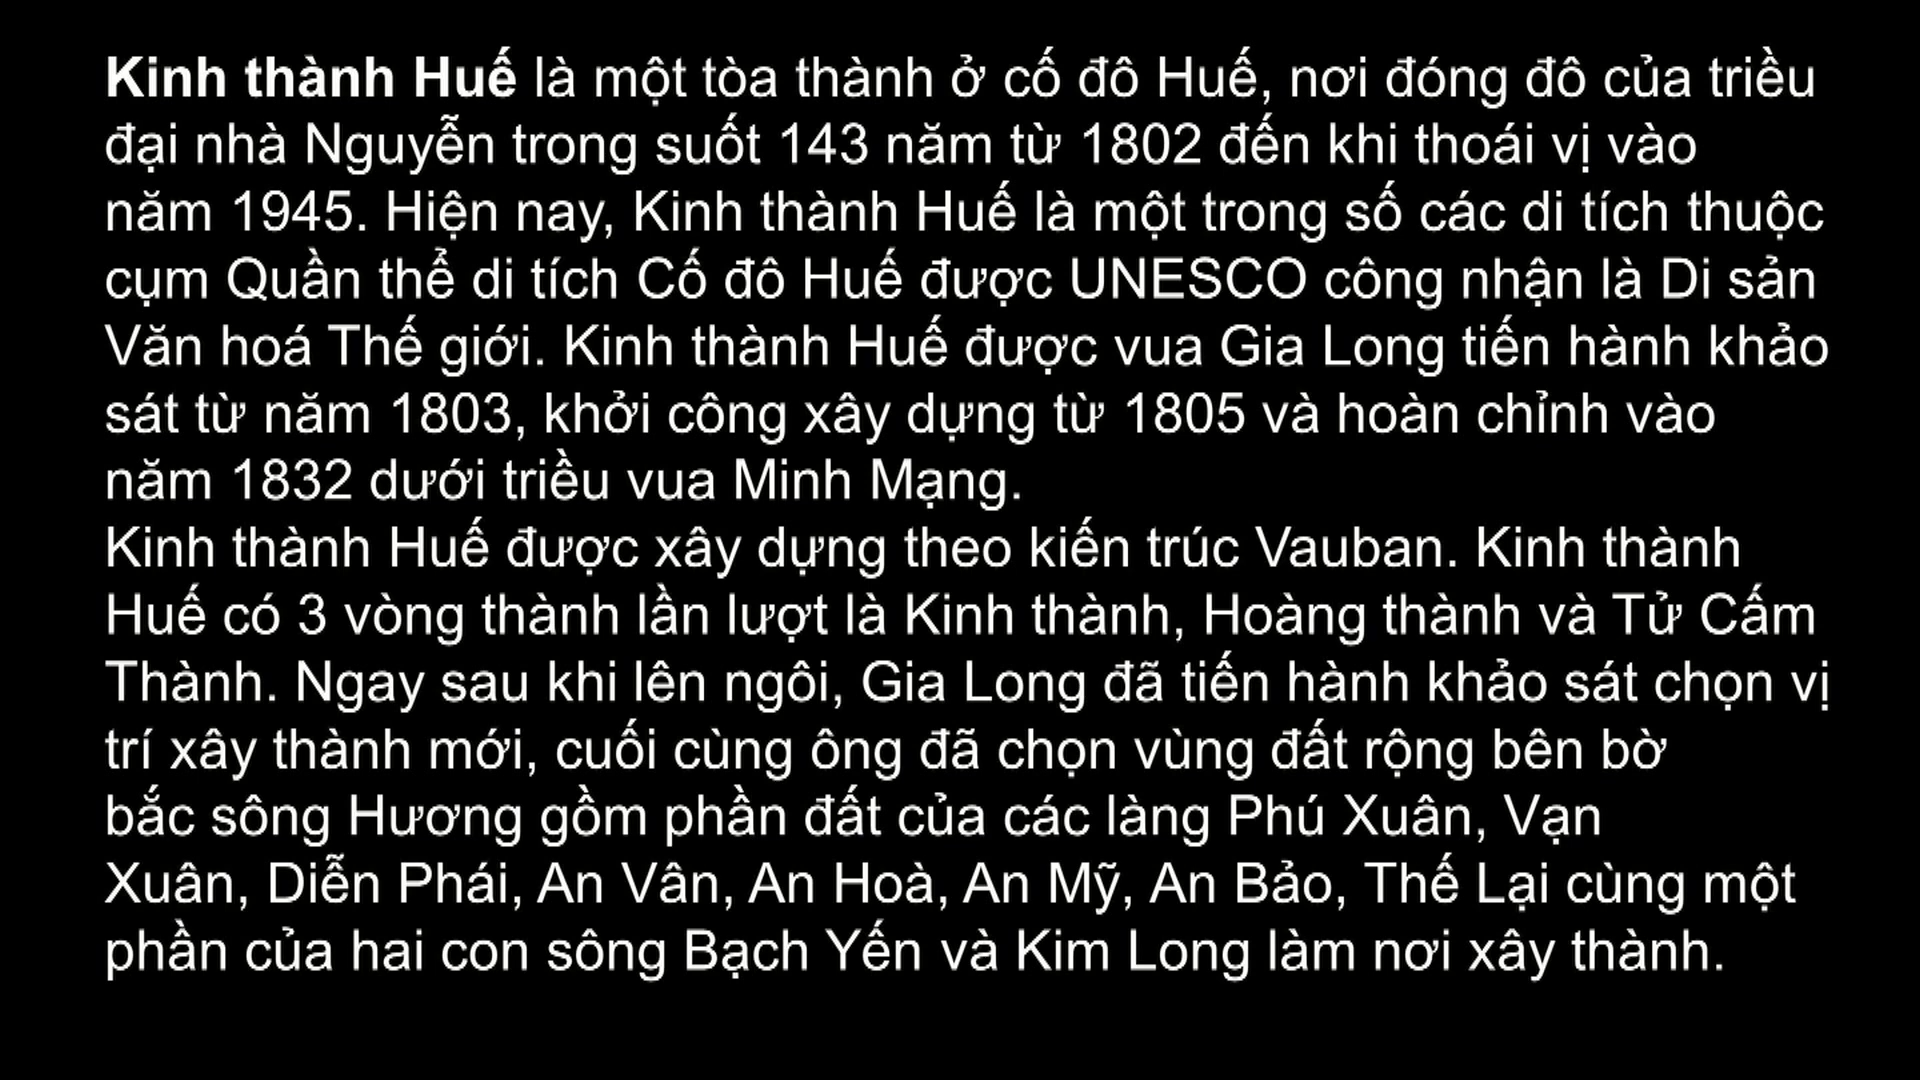 Kinh thành Huế là một tòa thành ở cố đô Huế, nơi đóng đô của triều
đại nhà Nguyễn trong suốt 143 năm từ 1802 đến khi thoái vị vào
năm 1945. Hiện nay, Kinh thành Huế là một trong số các di tích thuộc
cụm Quần thể di tích Cố đô Huế được UNESCO công nhận là Di sản
Văn hoá Thế giới. Kinh thành Huế được vua Gia Long tiến hành khảo
sát từ năm 1803, khởi công xây dựng từ 1805 và hoàn chỉnh vào
năm 1832 dưới triều vua Minh Mạng.
Kinh thành Huế được xây dựng theo kiến trúc Vauban. Kinh thành
Huế có 3 vòng thành lần lượt là Kinh thành, Hoàng thành và Tử Cấm
Thành. Ngay sau khi lên ngôi, Gia Long đã tiến hành khảo sát chọn vị
trí xây thành mới, cuối cùng ông đã chọn vùng đất rộng bên bờ
bắc sông Hương gồm phần đất của các làng Phú Xuân, Vạn
Xuân, Diễn Phái, An Vân, An Hoà, An Mỹ, An Bảo, Thế Lại cùng một
phần của hai con sông Bạch Yến và Kim Long làm nơi xây thành.